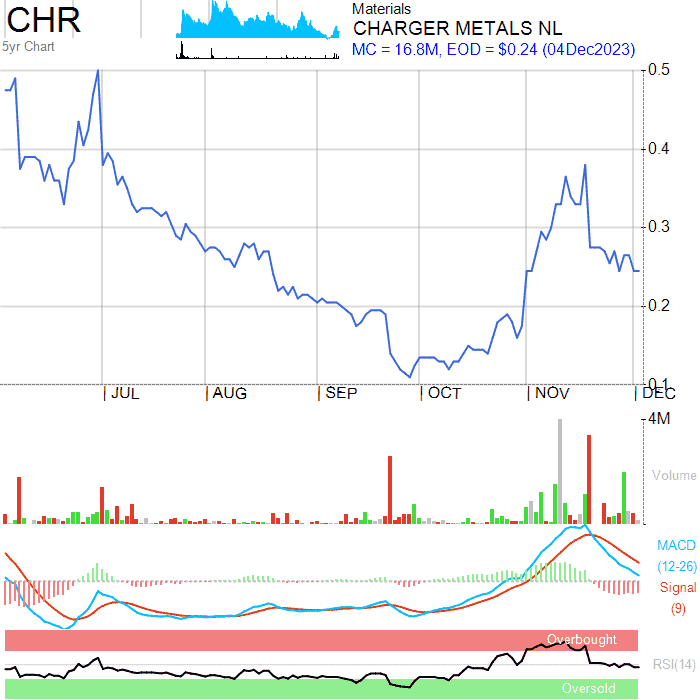 CHR
5yr Chart
Materials
CHARGER METALS NL
MC = 16.8M, EOD = $0.24 (04Dec2023)
0.5
0.4
0.3
0.2
0.1
JUL AUG SEP OCT NOV DEC
4M
Volume
MACD
(12-26)
Signal
(9)
Overbought
RSI(14)
Oversold